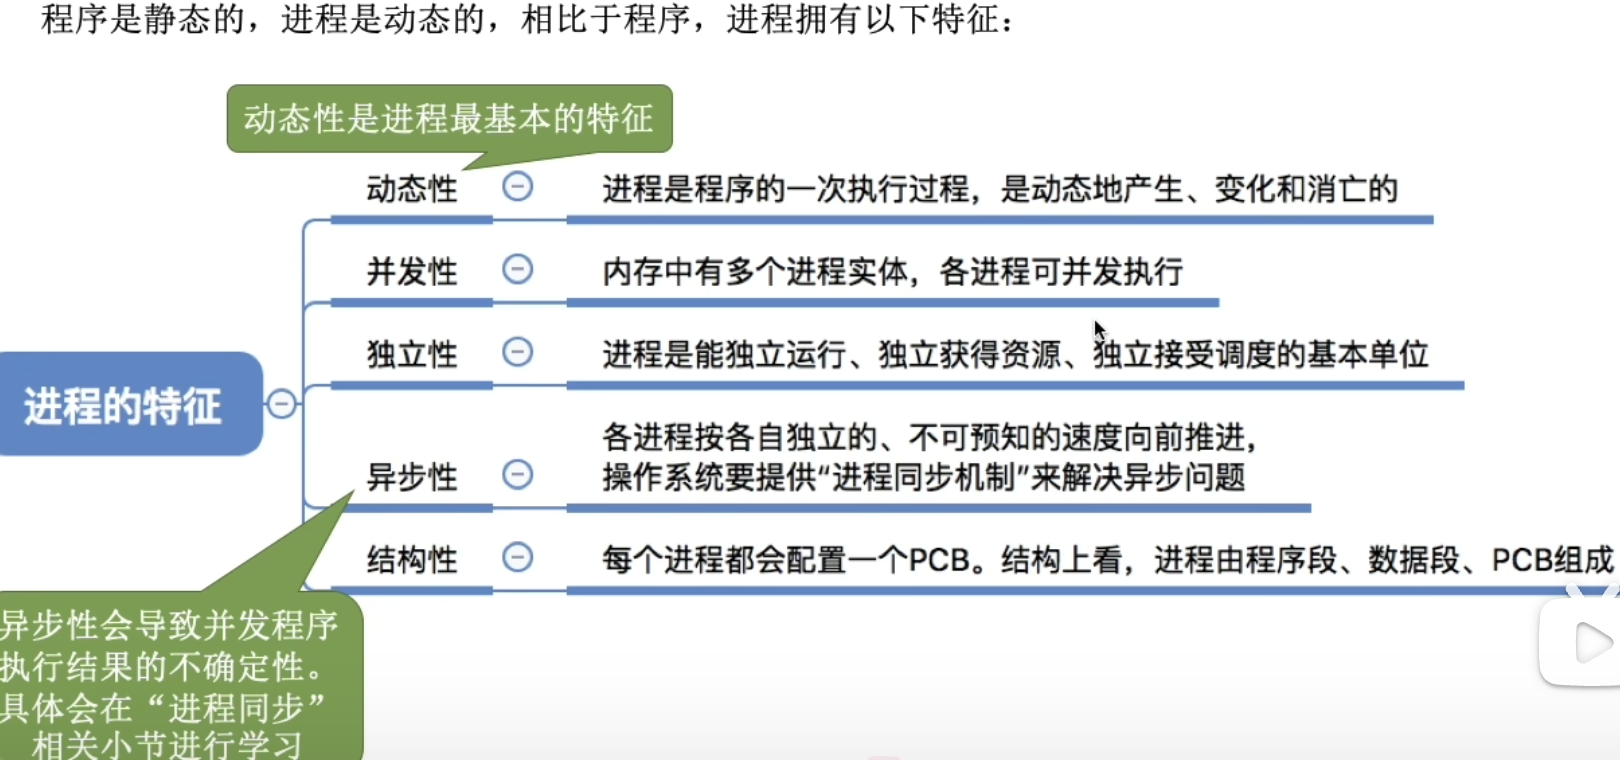 程序是静态的，进程是动态的，相比于程序，进程拥有以下特征：
动态性是进程最基本的特征
动态性
进程是程序的一次执行过程，是动态地产生、变化和消亡的
并发性
内存中有多个进程实体，各进程可并发执行
独立性
进程是能独立运行、独立获得资源、独立接受调度的基本单位
进程的特征
异步性
各进程按各自独立的、不可预知的速度向前推进，
操作系统要提供“进程同步机制”来解决异步问题
结构性
每个进程都会配置一个PCB。结构上看，进程由程序段、数据段、PCB组成
异步性会导致并发程序
执行结果的不确定性。
具体会在“进程同步”
相关小节进行学习